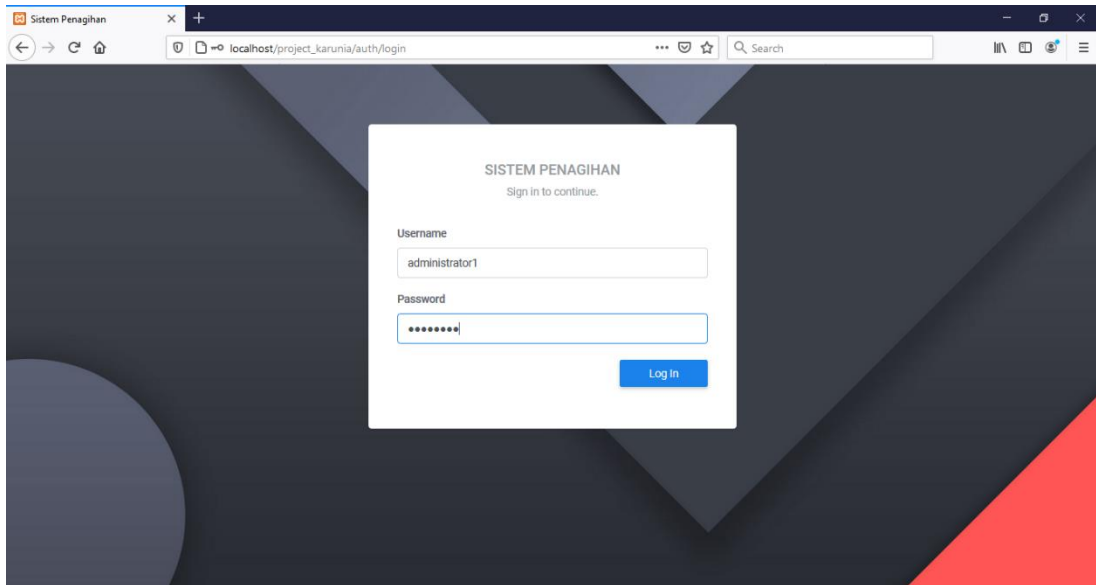 Sistem Penagihan
localhost/project_karunia/auth/login
Search
SISTEM PENAGIHAN
Sign in to continue.
Username
administrator1
Password
••••••••
Log In